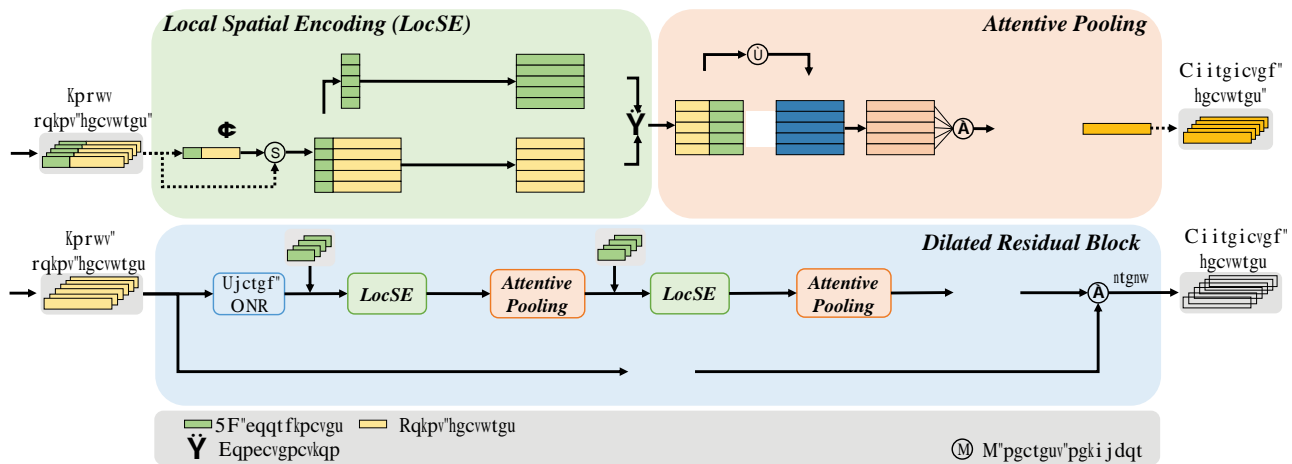 Local Spatial Encoding (LocSE)
Attentive Pooling
Kprwv
rqkpv"hgcvwtgu"
¢
S
Ÿ
Ù
À
Ciitgicvgf"
hgcvwtgu"
Dilated Residual Block
Kprwv"
rqkpv"hgcvwtgu
Ujctgf"
ONR
LocSE
Attentive
Pooling
LocSE
Attentive
Pooling
À
ntgnw
Ciitgicvgf"
hgcvwtgu
5F"eqqtfkpcvgu
Rqkpv"hgcvwtgu
Ÿ
Eqpecvgpcvkqp
M
M"pgctguv"pgkijdqt